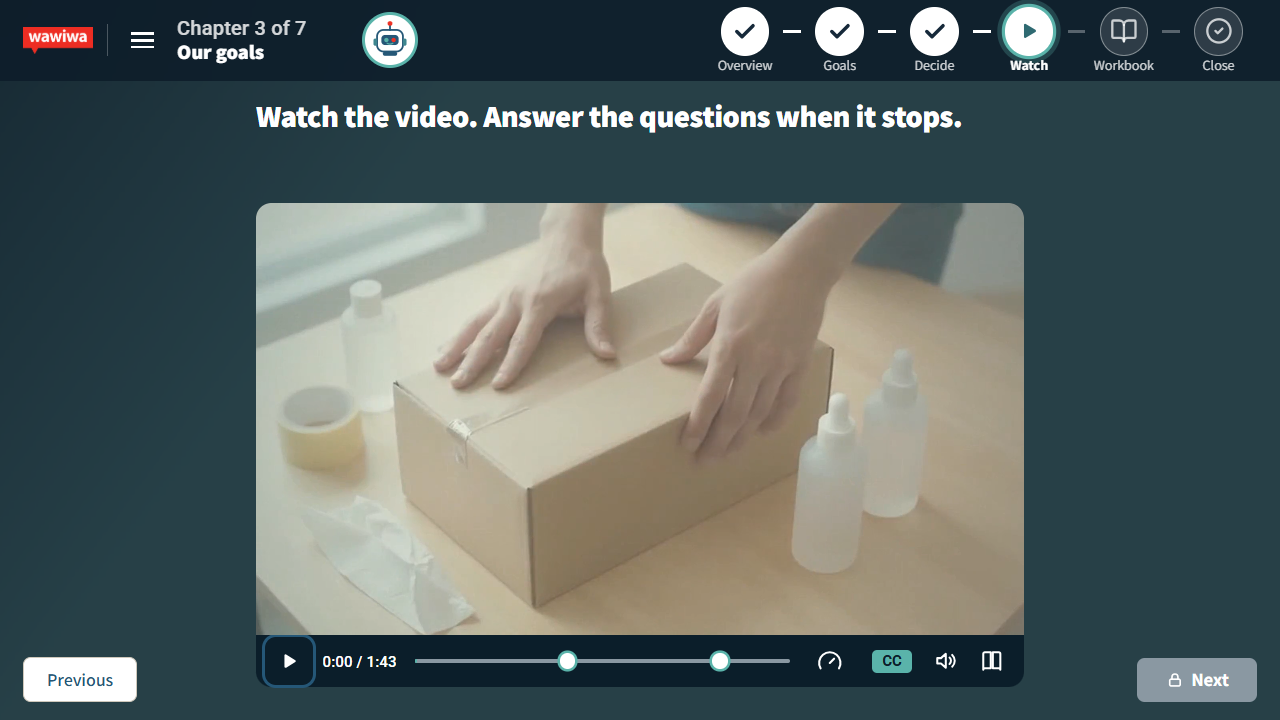 wawiwa
Chapter 3 of 7
Our goals
Overview
Goals
Decide
Watch
Workbook
Close
Watch the video. Answer the questions when it stops.
0:00 / 1:43
CC
Previous
Next